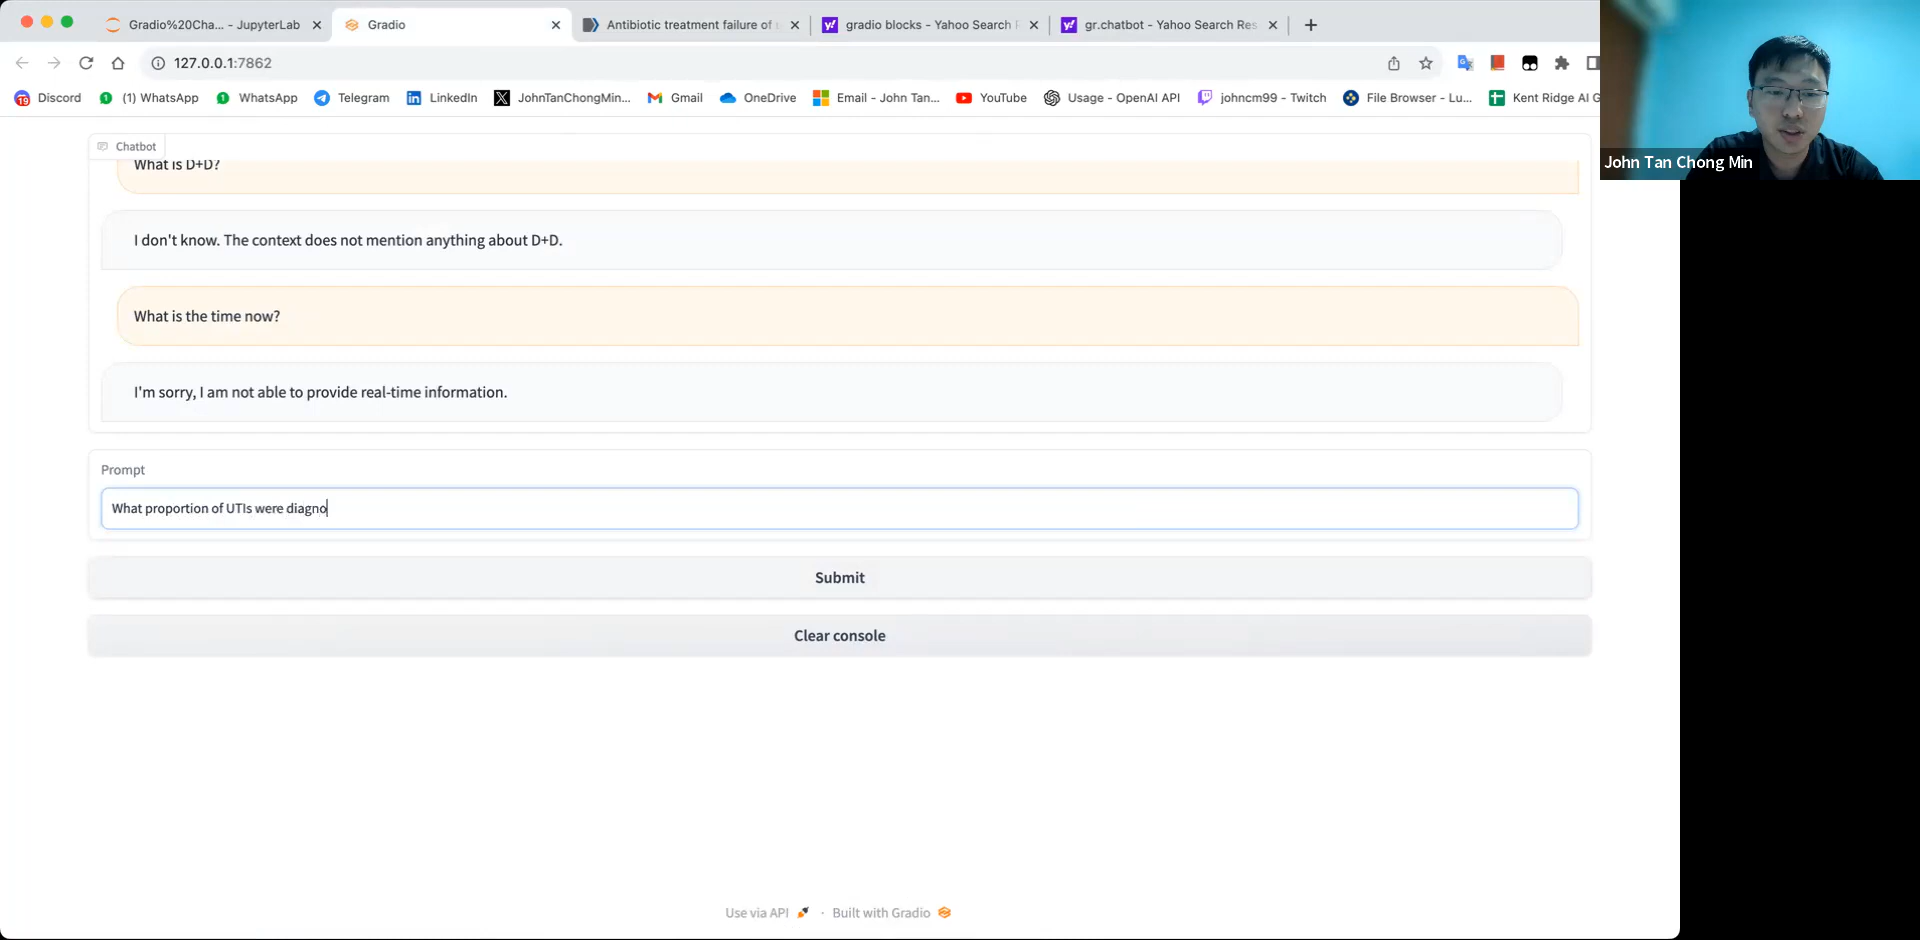 Gradio%20Cha... - JupyterLab
Gradio
Antibiotic treatment failure of
gradio blocks - Yahoo Search
gr.chatbot - Yahoo Search Res
127.0.0.1:7862
19 Discord
1 (1) WhatsApp
1 WhatsApp
Telegram
LinkedIn
JohnTanChongMin...
Gmail
OneDrive
Email - John Tan...
YouTube
Usage - OpenAI API
johncm99 - Twitch
File Browser - Lu...
Kent Ridge AI G
John Tan Chong Min
Chatbot
What is D+D?
I don't know. The context does not mention anything about D+D.
What is the time now?
I'm sorry, I am not able to provide real-time information.
Prompt
What proportion of UTIs were diagno
Submit
Clear console
Use via API · Built with Gradio